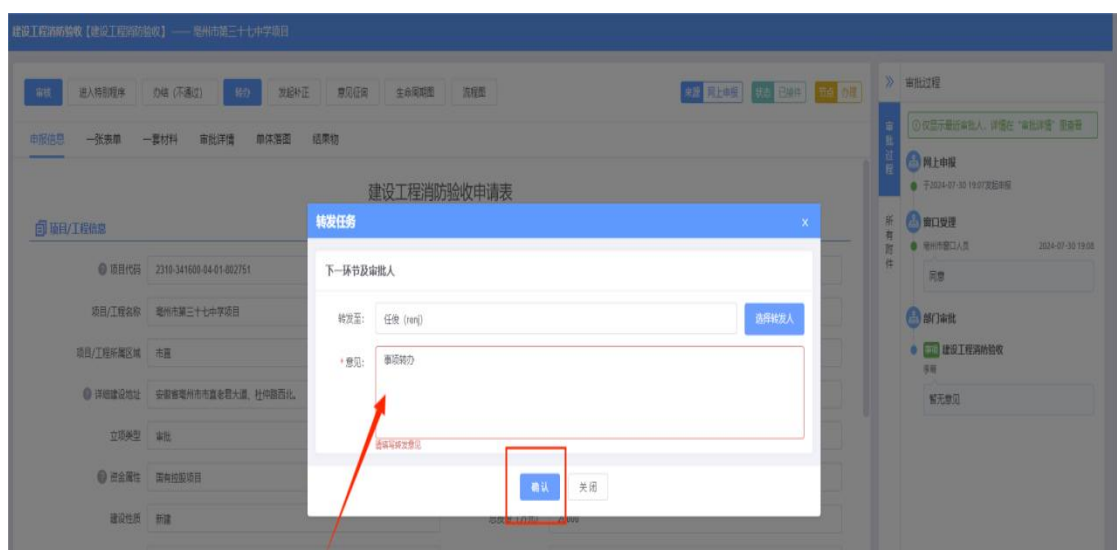 建设工程消防验收【建设工程消防验收】 —— 亳州市第三十七中学项目
审核 进入特别程序 办结 (不通过) 转办 发起补正 意见征询 生命周期图 流程图 来源 网上申报 状态 已接件 节点 办理
申报信息 一张表单 一套材料 审批详情 单体落图 结果物
建设工程消防验收申请表
项目/工程信息
项目代码 2310-341600-04-01-802751
项目/工程名称 亳州市第三十七中学项目
项目/工程所属区域 市直
详细建设地址 安徽省亳州市市直老君大道、杜仲路西北。
立项类型 审批
资金属性 国有控股项目
建设性质 新建
转发任务 x
下一环节及审批人
转发至: 任俊 (renj) 选择转发人
* 意见: 事项转办
请填写转发意见
确认 关闭
审批过程
审批过程
所有附件
仅显示最近审批人, 详情在“审批详情”里查看
网上申报
于2024-07-30 19:07发起申报
窗口受理
亳州市窗口人员 2024-07-30 19:08
同意
部门审批
审核 建设工程消防验收
暂无意见